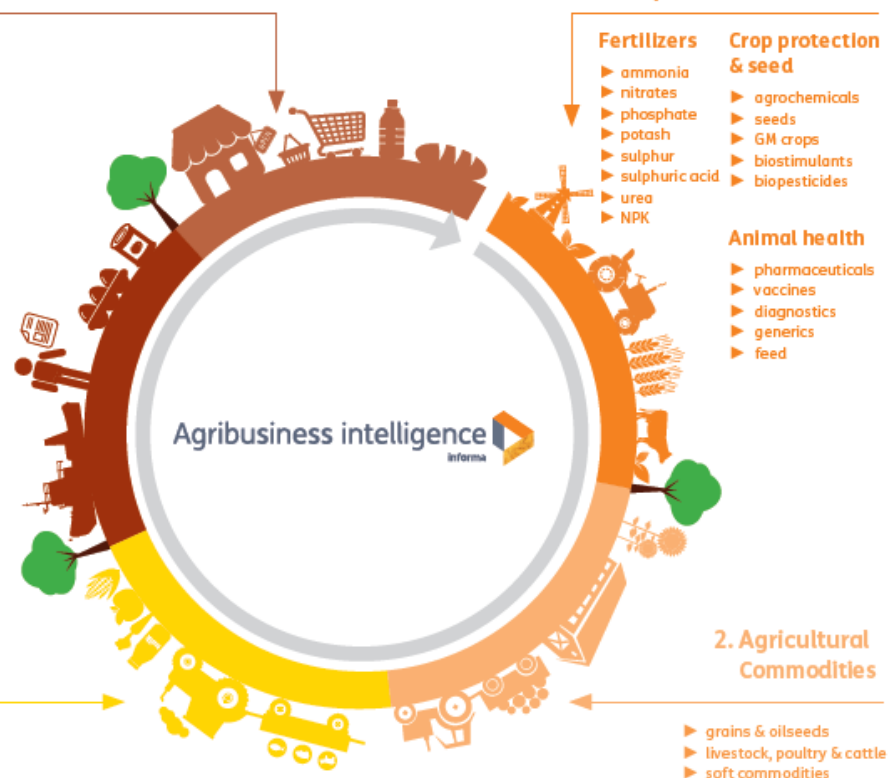 Fertilizers
ammonia
nitrates
phosphate
potash
sulphur
sulphuric acid
urea
NPK
Crop protection
& seed
agrochemicals
seeds
GM crops
biostimulants
biopesticides
Animal health
pharmaceuticals
vaccines
diagnostics
generics
feed
Agribusiness intelligence
informa
2. Agricultural
Commodities
grains & oilseeds
livestock, poultry & cattle
soft commodities